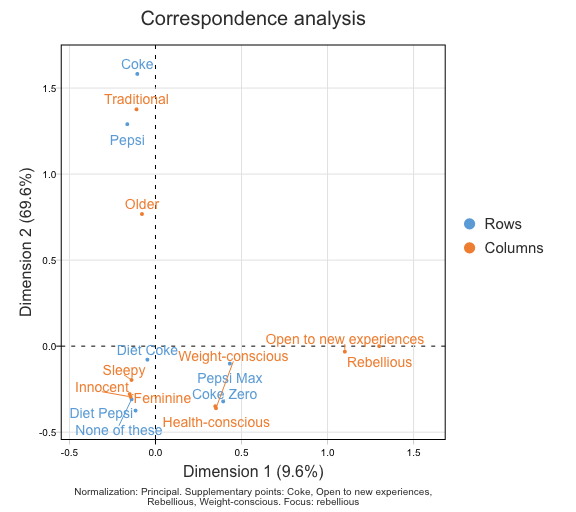 Correspondence analysis
Coke
Traditional
Pepsi
Older
Open to new experiences
Diet Coke
Weight-conscious
Rebellious
Sleepy
Pepsi Max
Innocent
Feminine
Coke Zero
Diet Pepsi
Health-conscious
None of these
1.5
1.0
0.5
0.0
-0.5
-0.5
0.0
0.5
1.0
1.5
Dimension 2 (69.6%)
Dimension 1 (9.6%)
Rows
Columns
Normalization: Principal. Supplementary points: Coke, Open to new experiences,
Rebellious, Weight-conscious. Focus: rebellious